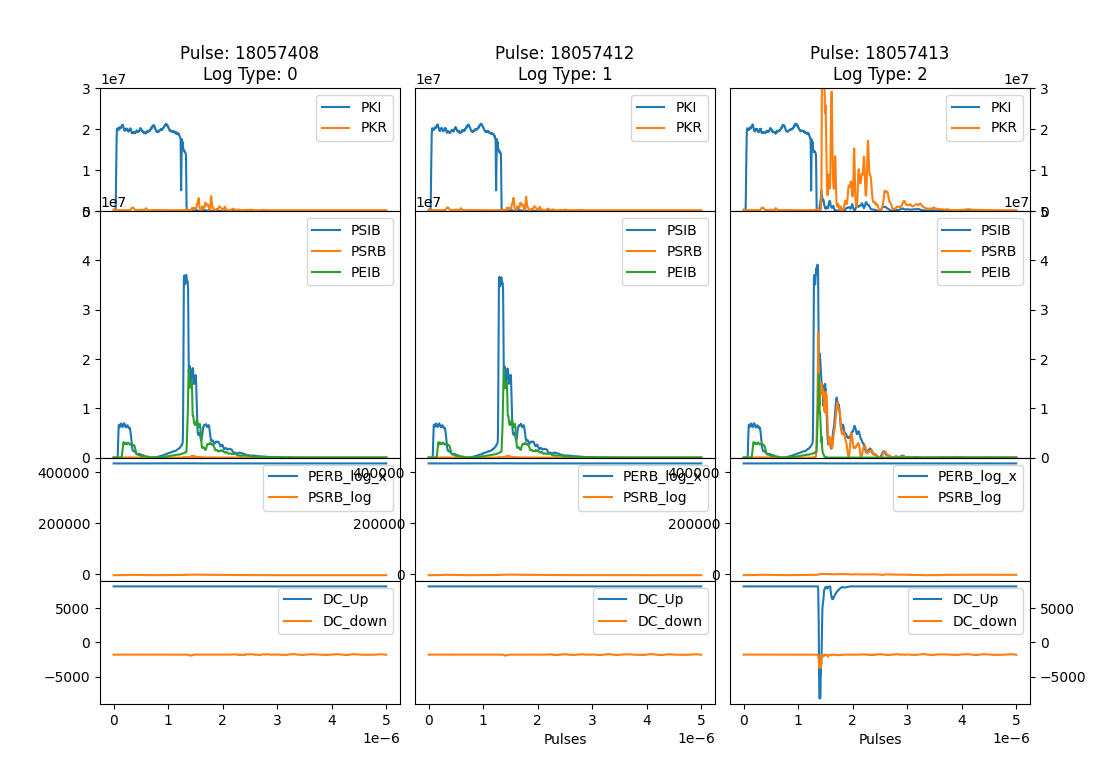 Pulse: 18057408
Log Type: 0
Pulse: 18057412
Log Type: 1
Pulse: 18057413
Log Type: 2
1e7
1e7
1e7
3
2
1
0
PKI
PKR
PKI
PKR
PKI
PKR
3
2
1
0
1e7
1e7
1e7
5
4
3
2
1
0
PSIB
PSRB
PEIB
PSIB
PSRB
PEIB
PSIB
PSRB
PEIB
5
4
3
2
1
0
400000
200000
0
PERB_log_x
PSRB_log
400000
200000
0
PERB_log_x
PSRB_log
400000
200000
0
PERB_log_x
PSRB_log
5000
0
−5000
DC_Up
DC_down
DC_Up
DC_down
DC_Up
DC_down
5000
0
−5000
0 1 2 3 4 5
1e−6
0 1 2 3 4 5
Pulses
1e−6
0 1 2 3 4 5
Pulses
1e−6